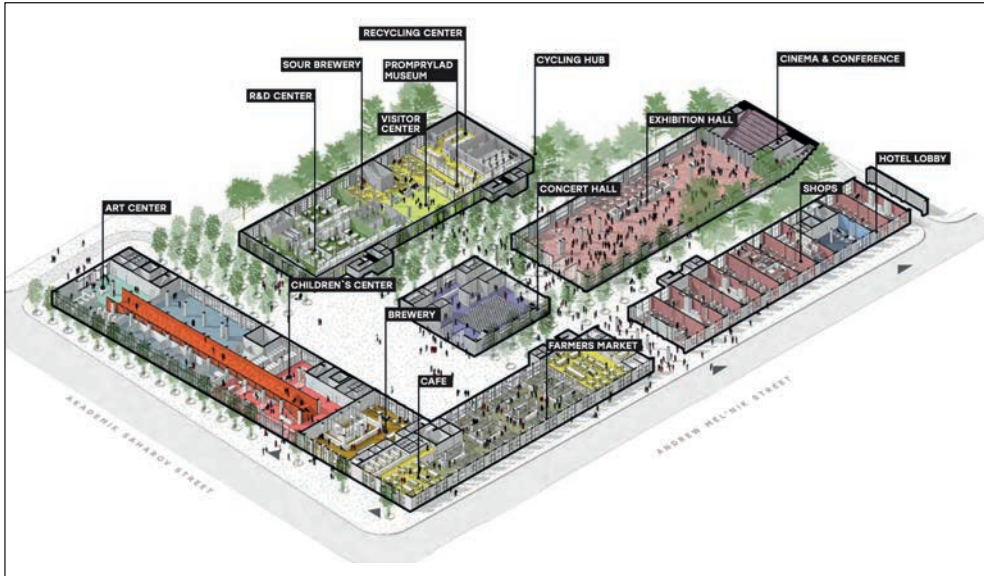 RECYCLING CENTER
SOUR BREWERY
PROMPRYLAD
MUSEUM
CYCLING HUB
CINEMA & CONFERENCE
R&D CENTER
VISITOR
CENTER
EXHIBITION HALL
HOTEL LOBBY
CONCERT HALL
SHOPS
ART CENTER
CHILDREN`S CENTER
BREWERY
FARMERS MARKET
CAFE
AKADEMIK SAHAROV STREET
ANDREW MEL'NIK STREET